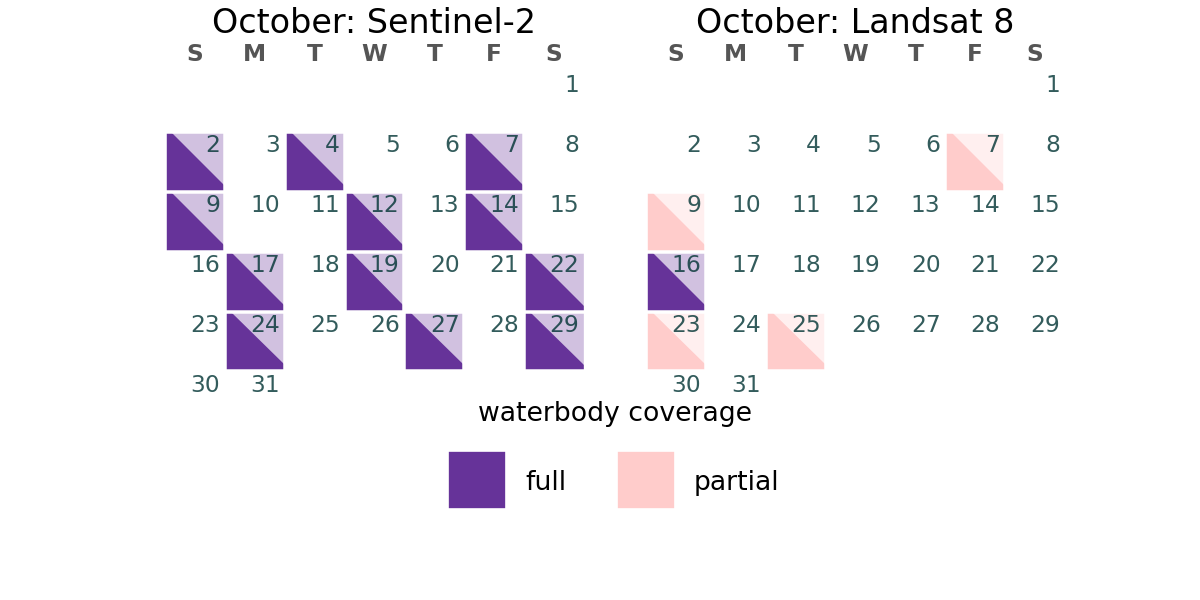 October: Sentinel-2
S M T W T F S
1
2 3 4 5 6 7 8
9 10 11 12 13 14 15
16 17 18 19 20 21 22
23 24 25 26 27 28 29
30 31
October: Landsat 8
S M T W T F S
1
2 3 4 5 6 7 8
9 10 11 12 13 14 15
16 17 18 19 20 21 22
23 24 25 26 27 28 29
30 31
waterbody coverage
full partial